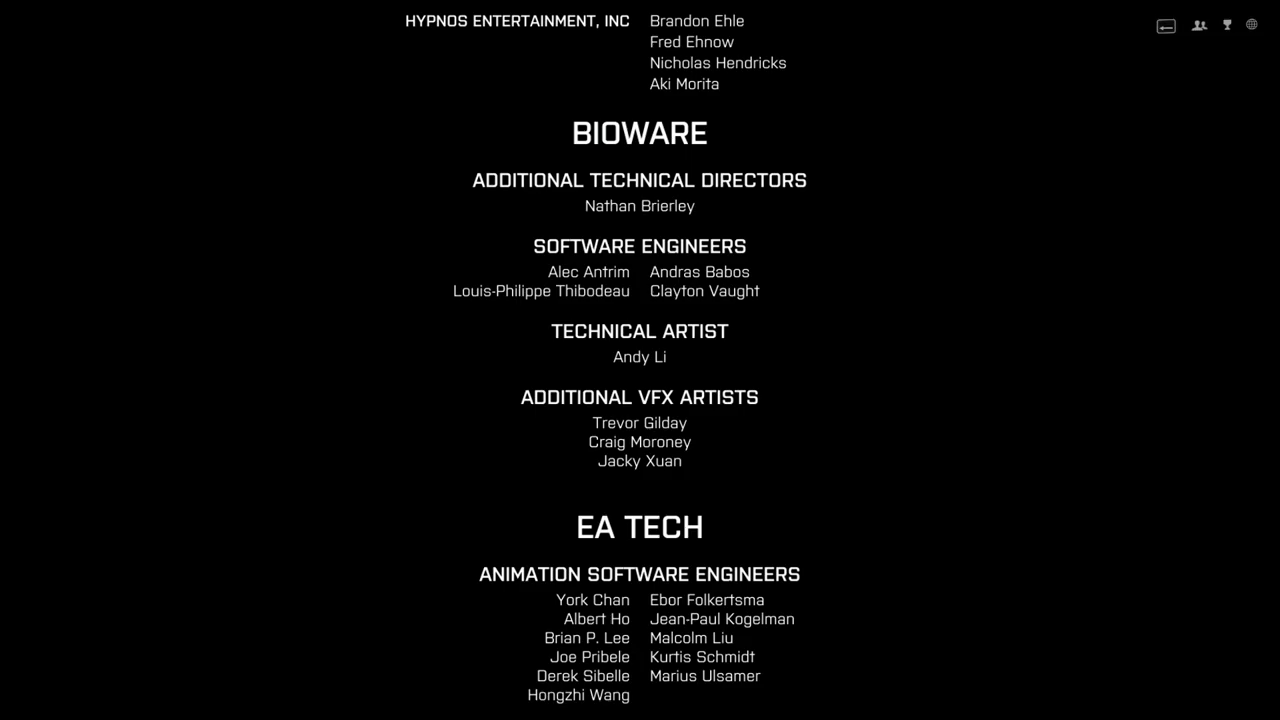 HYPNOS ENTERTAINMENT, INC Brandon Ehle
Fred Ehnow
Nicholas Hendricks
Aki Morita
BIOWARE
ADDITIONAL TECHNICAL DIRECTORS
Nathan Brierley
SOFTWARE ENGINEERS
Alec Antrim Andras Babos
Louis-Philippe Thibodeau Clayton Vaught
TECHNICAL ARTIST
Andy Li
ADDITIONAL VFX ARTISTS
Trevor Gilday
Craig Moroney
Jacky Xuan
EA TECH
ANIMATION SOFTWARE ENGINEERS
York Chan Ebor Folkertsma
Albert Ho Jean-Paul Kogelman
Brian P. Lee Malcolm Liu
Joe Pribele Kurtis Schmidt
Derek Sibelle Marius Ulsamer
Hongzhi Wang